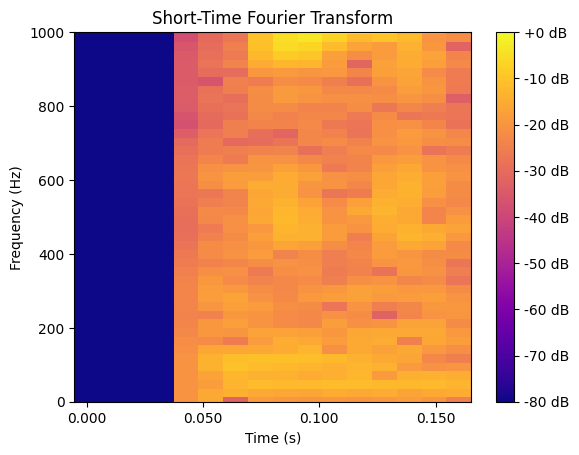 Short-Time Fourier Transform
Frequency (Hz)
1000
800
600
400
200
0
0.000
0.050
0.100
0.150
Time (s)
+0 dB
-10 dB
-20 dB
-30 dB
-40 dB
-50 dB
-60 dB
-70 dB
-80 dB